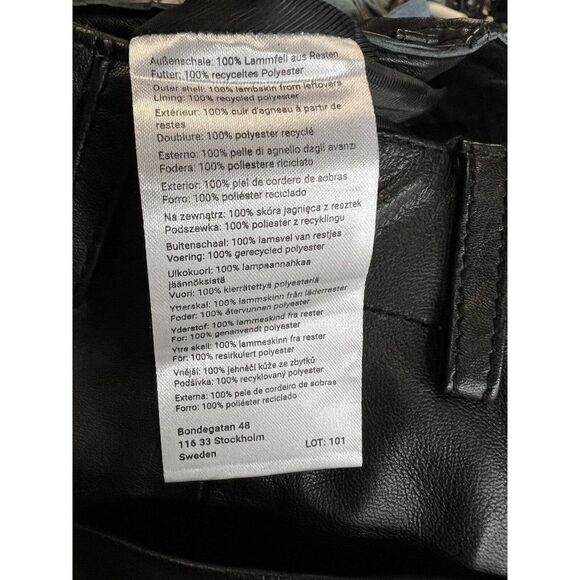 Außenschale: 100% Lammfell aus Resten
Futter: 100% recyceltes Polyester
Outer shell: 100% lambskin from leftovers
Lining: 100% recycled polyester
Extérieur: 100% cuir d'agneau à partir de
restes
Doublure: 100% polyester recyclé
Esterno: 100% pelle di agnello dagli avanzi
Fodera: 100% poliestere riciclato
Exterior: 100% piel de cordero de sobras
Forro: 100% poliéster reciclado
Na zewnątrz: 100% skóra jagnięca z resztek
Podszewka: 100% poliester z recyklingu
Buitenschaal: 100% lamsvel van restjes
Voering: 100% gerecycled polyester
Ulkokuori: 100% lampaannahkaa
jäännöksistä
Vuori: 100% kierrätettyä polyesteriä
Ytterskal: 100% lammskinn från läderrester
Foder: 100% återvunnen polyester
Yderstof: 100% lammeskind fra rester
For: 100% genanvendt polyester
Ytre skall: 100% lammeskinn fra rester
Fôr: 100% resirkulert polyester
Vnější: 100% jehněčí kůže ze zbytků
Podšívka: 100% recyklovaný polyester
Externa: 100% pele de cordeiro de sobras
Forro: 100% poliéster reciclado
Bondegatan 48
116 33 Stockholm
Sweden LOT: 101